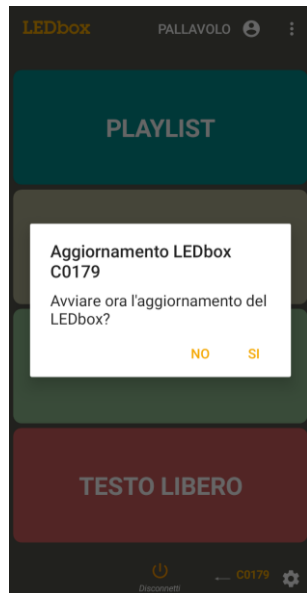 LEDbox PALLAVOLO
PLAYLIST
Aggiornamento LEDbox
C0179
Avviare ora l'aggiornamento del
LEDbox?
NO SI
TESTO LIBERO
Disconnetti
C0179